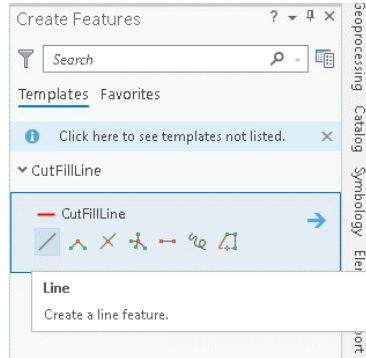 Create Features
?
Search
Templates Favorites
Click here to see templates not listed.
CutFillLine
CutFillLine
Line
Create a line feature.
Geoprocessing
Catalog
Symbology